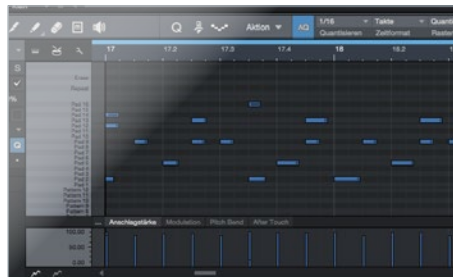 Aktion
AQ
1/16
Takte
Quanti
Quantisieren
Zeitformat
Raster
17
17.2
17.3
17.4
18
18.2
S
Erase
Repeat
%
Pad 16
Pad 15
Pad 14
Pad 13
Pad 12
Pad 11
Pad 10
Pad 9
Pad 8
Pad 7
Pad 6
Pad 5
Pad 4
Pad 3
Pad 2
Pad 1
Q
Anschlagstärke
Modulation
Pitch Bend
After Touch
100.00
50.00
0.00